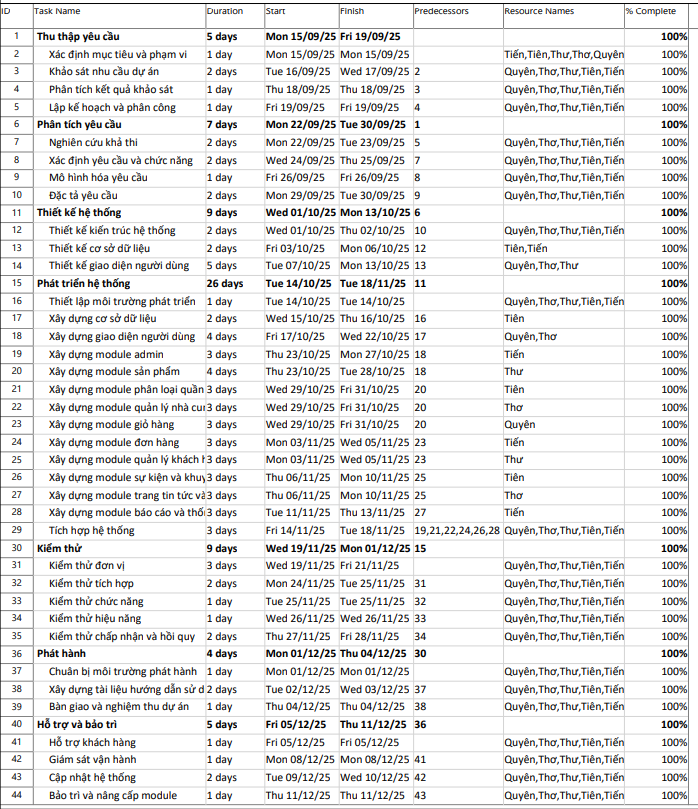 ID Task Name Duration Start Finish Predecessors Resource Names % Complete
1 Thu thập yêu cầu 5 days Mon 15/09/25 Fri 19/09/25 100%
2 Xác định mục tiêu và phạm vi 1 day Mon 15/09/25 Mon 15/09/25 Tiến,Tiên,Thư,Thơ,Quyên 100%
3 Khảo sát nhu cầu dự án 2 days Tue 16/09/25 Wed 17/09/25 2 Quyên,Thơ,Thư,Tiên,Tiến 100%
4 Phân tích kết quả khảo sát 1 day Thu 18/09/25 Thu 18/09/25 3 Quyên,Thơ,Thư,Tiên,Tiến 100%
5 Lập kế hoạch và phân công 1 day Fri 19/09/25 Fri 19/09/25 4 Quyên,Thơ,Thư,Tiên,Tiến 100%
6 Phân tích yêu cầu 7 days Mon 22/09/25 Tue 30/09/25 1 100%
7 Nghiên cứu khả thi 2 days Mon 22/09/25 Tue 23/09/25 5 Quyên,Thơ,Thư,Tiên,Tiến 100%
8 Xác định yêu cầu và chức năng 2 days Wed 24/09/25 Thu 25/09/25 7 Quyên,Thơ,Thư,Tiên,Tiến 100%
9 Mô hình hóa yêu cầu 1 day Fri 26/09/25 Fri 26/09/25 8 Quyên,Thơ,Thư,Tiên,Tiến 100%
10 Đặc tả yêu cầu 2 days Mon 29/09/25 Tue 30/09/25 9 Quyên,Thơ,Thư,Tiên,Tiến 100%
11 Thiết kế hệ thống 9 days Wed 01/10/25 Mon 13/10/25 6 100%
12 Thiết kế kiến trúc hệ thống 2 days Wed 01/10/25 Thu 02/10/25 10 Quyên,Thơ,Thư,Tiên,Tiến 100%
13 Thiết kế cơ sở dữ liệu 2 days Fri 03/10/25 Mon 06/10/25 12 Tiên,Tiến 100%
14 Thiết kế giao diện người dùng 5 days Tue 07/10/25 Mon 13/10/25 13 Quyên,Thơ,Thư 100%
15 Phát triển hệ thống 26 days Tue 14/10/25 Tue 18/11/25 11 100%
16 Thiết lập môi trường phát triển 1 day Tue 14/10/25 Tue 14/10/25 Quyên,Thơ,Thư,Tiên,Tiến 100%
17 Xây dựng cơ sở dữ liệu 2 days Wed 15/10/25 Thu 16/10/25 16 Tiên 100%
18 Xây dựng giao diện người dùng 4 days Fri 17/10/25 Wed 22/10/25 17 Quyên,Thơ 100%
19 Xây dựng module admin 3 days Thu 23/10/25 Mon 27/10/25 18 Tiến 100%
20 Xây dựng module sản phẩm 4 days Thu 23/10/25 Tue 28/10/25 18 Thư 100%
21 Xây dựng module phân loại quần 3 days Wed 29/10/25 Fri 31/10/25 20 Tiên 100%
22 Xây dựng module quản lý nhà cu 3 days Wed 29/10/25 Fri 31/10/25 20 Thơ 100%
23 Xây dựng module giỏ hàng 3 days Wed 29/10/25 Fri 31/10/25 20 Quyên 100%
24 Xây dựng module đơn hàng 3 days Mon 03/11/25 Wed 05/11/25 23 Tiến 100%
25 Xây dựng module quản lý khách h 3 days Mon 03/11/25 Wed 05/11/25 23 Thư 100%
26 Xây dựng module sự kiện và khuy 3 days Thu 06/11/25 Mon 10/11/25 25 Tiên 100%
27 Xây dựng module trang tin tức và 3 days Thu 06/11/25 Mon 10/11/25 25 Thơ 100%
28 Xây dựng module báo cáo và thố 3 days Tue 11/11/25 Thu 13/11/25 27 Tiến 100%
29 Tích hợp hệ thống 3 days Fri 14/11/25 Tue 18/11/25 19,21,22,24,26,28 Quyên,Thơ,Thư,Tiên,Tiến 100%
30 Kiểm thử 9 days Wed 19/11/25 Mon 01/12/25 15 100%
31 Kiểm thử đơn vị 3 days Wed 19/11/25 Fri 21/11/25 Quyên,Thơ,Thư,Tiên,Tiến 100%
32 Kiểm thử tích hợp 2 days Mon 24/11/25 Tue 25/11/25 31 Quyên,Thơ,Thư,Tiên,Tiến 100%
33 Kiểm thử chức năng 1 day Tue 25/11/25 Tue 25/11/25 32 Quyên,Thơ,Thư,Tiên,Tiến 100%
34 Kiểm thử hiệu năng 1 day Wed 26/11/25 Wed 26/11/25 33 Quyên,Thơ,Thư,Tiên,Tiến 100%
35 Kiểm thử chấp nhận và hồi quy 2 days Thu 27/11/25 Fri 28/11/25 34 Quyên,Thơ,Thư,Tiên,Tiến 100%
36 Phát hành 4 days Mon 01/12/25 Thu 04/12/25 30 100%
37 Chuẩn bị môi trường phát hành 1 day Mon 01/12/25 Mon 01/12/25 Quyên,Thơ,Thư,Tiên,Tiến 100%
38 Xây dựng tài liệu hướng dẫn sử d 2 days Tue 02/12/25 Wed 03/12/25 37 Quyên,Thơ,Thư,Tiên,Tiến 100%
39 Bàn giao và nghiệm thu dự án 1 day Thu 04/12/25 Thu 04/12/25 38 Quyên,Thơ,Thư,Tiên,Tiến 100%
40 Hỗ trợ và bảo trì 5 days Fri 05/12/25 Thu 11/12/25 36 100%
41 Hỗ trợ khách hàng 1 day Fri 05/12/25 Fri 05/12/25 Quyên,Thơ,Thư,Tiên,Tiến 100%
42 Giám sát vận hành 1 day Mon 08/12/25 Mon 08/12/25 41 Quyên,Thơ,Thư,Tiên,Tiến 100%
43 Cập nhật hệ thống 2 days Tue 09/12/25 Wed 10/12/25 42 Quyên,Thơ,Thư,Tiên,Tiến 100%
44 Bảo trì và nâng cấp module 1 day Thu 11/12/25 Thu 11/12/25 43 Quyên,Thơ,Thư,Tiên,Tiến 100%